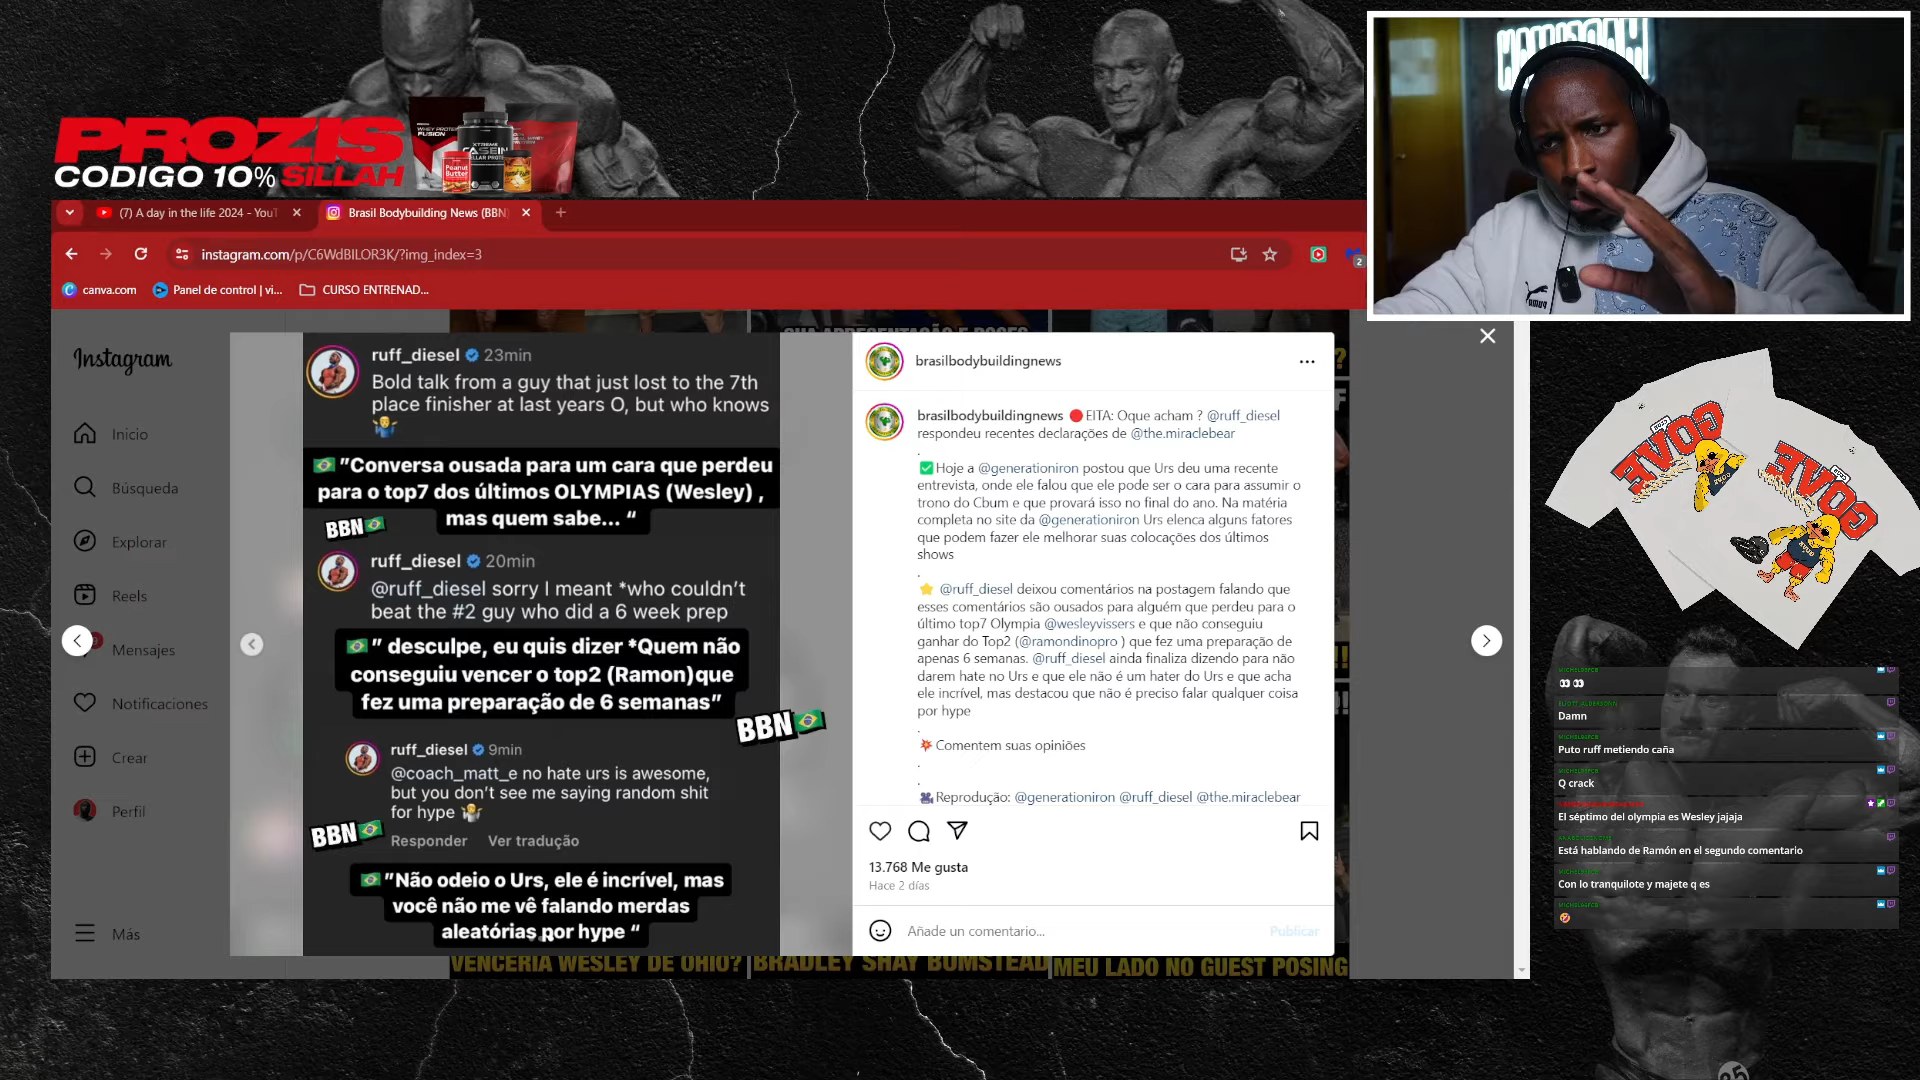 PROZIS
CODIGO 10% SILLAH
(7) A day in the life 2024 - YouT
Brasil Bodybuilding News (BBN)
instagram.com/p/C6WdBILOR3K/?img_index=3
2
canva.com
Panel de control | vi...
CURSO ENTRENAD...
Instagram
Inicio
Búsqueda
Explorar
Reels
Mensajes
Notificaciones
Crear
Perfil
Más
ruff_diesel 23min
Bold talk from a guy that just lost to the 7th
place finisher at last years O, but who knows
🤷‍♂️
🇧🇷"Conversa ousada para um cara que perdeu
para o top7 dos últimos OLYMPIAS (Wesley) ,
mas quem sabe... “
BBN🇧🇷
ruff_diesel 20min
@ruff_diesel sorry I meant *who couldn’t
beat the #2 guy who did a 6 week prep
🇧🇷” desculpe, eu quis dizer *Quem não
conseguiu vencer o top2 (Ramon)que
fez uma preparação de 6 semanas”
BBN🇧🇷
ruff_diesel 9min
@coach_matt_e no hate urs is awesome,
but you don’t see me saying random shit
for hype 🤷‍♂️
BBN🇧🇷
Responder Ver tradução
🇧🇷”Não odeio o Urs, ele é incrível, mas
você não me vê falando merdas
aleatórias por hype “
brasilbodybuildingnews
brasilbodybuildingnews 🔴EITA: Oque acham ? @ruff_diesel
respondeu recentes declarações de @the.miraclebear
.
✅Hoje a @generationiron postou que Urs deu uma recente
entrevista, onde ele falou que ele pode ser o cara para assumir o
trono do Cbum e que provará isso no final do ano. Na matéria
completa no site da @generationiron Urs elenca alguns fatores
que podem fazer ele melhorar suas colocações dos últimos
shows
.
⭐ @ruff_diesel deixou comentários na postagem falando que
esses comentários são ousados para alguém que perdeu para o
último top7 Olympia @wesleyvissers e que não conseguiu
ganhar do Top2 (@ramondinopro ) que fez uma preparação de
apenas 6 semanas. @ruff_diesel ainda finaliza dizendo para não
darem hate no Urs e que ele não é um hater do Urs e que acha
ele incrível, mas destacou que não é preciso falar qualquer coisa
por hype
.
💥Comentem suas opiniões
.
.
🎥Reprodução: @generationiron @ruff_diesel @the.miraclebear
13.768 Me gusta
Hace 2 días
Añade un comentario...
Publicar
VENCERIA WESLEY DE OHIO?
BRADLEY SHAY BUMSTEAD
MEU LADO NO GUEST POSING
puma
GOVE
GOVE
👀 👀
Damn
Puto ruff metiendo caña
Q crack
El séptimo del olympia es Wesley jajaja
Está hablando de Ramón en el segundo comentario
Con lo tranquilote y majete q es
🤣